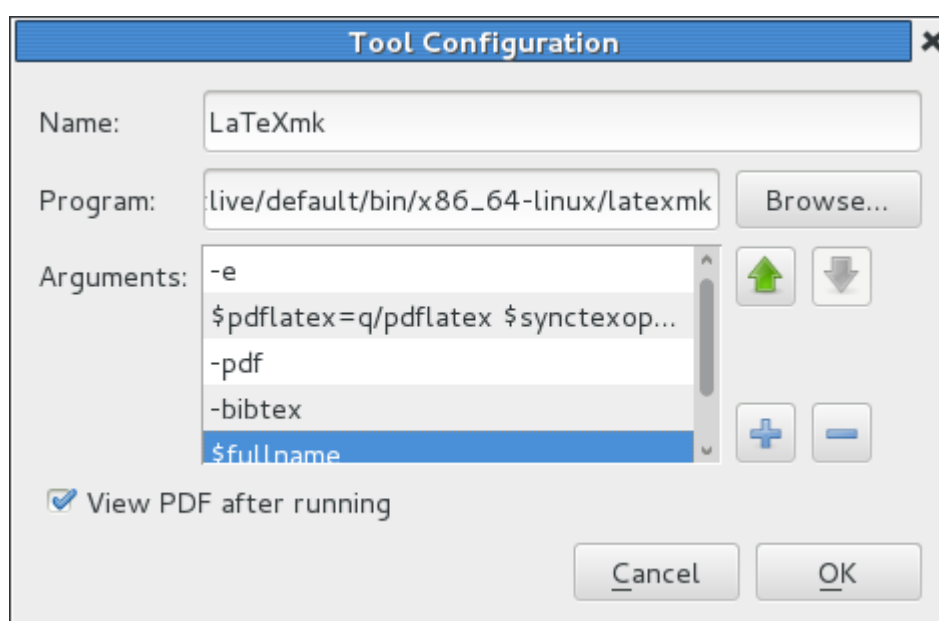 Tool Configuration
Name: LaTeXmk
Program: :live/default/bin/x86_64-linux/latexmk Browse...
Arguments: -e
$pdflatex=q/pdflatex $synctexop...
-pdf
-bibtex
$fullname
View PDF after running
Cancel OK